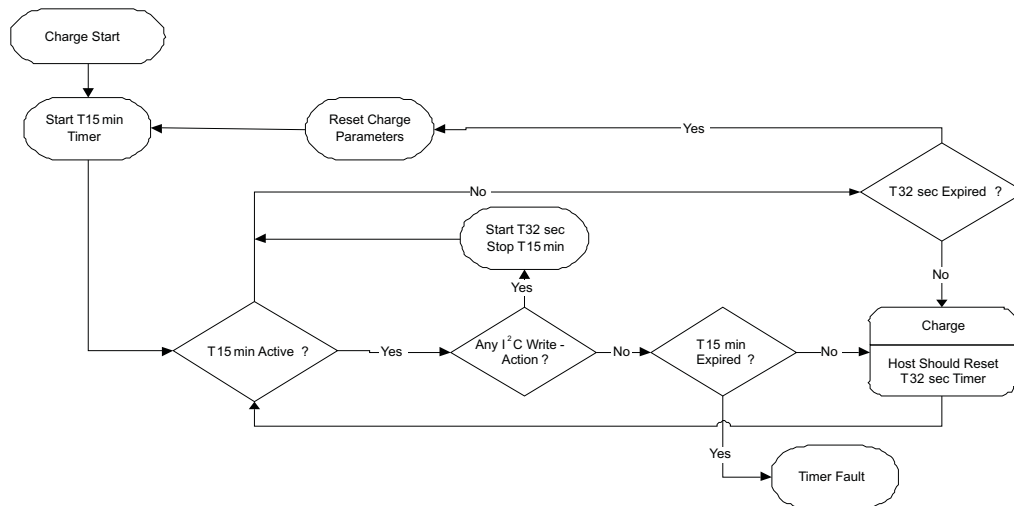 Charge Start
Start T15 min
Timer
Reset Charge
Parameters
Yes
No
T32 sec Expired ?
Start T32 sec
Stop T15 min
No
Yes
Charge
T15 min Active ?
Yes
Any I²C Write -
Action ?
No
T15 min
Expired ?
No
Host Should Reset
T32 sec Timer
Yes
Timer Fault